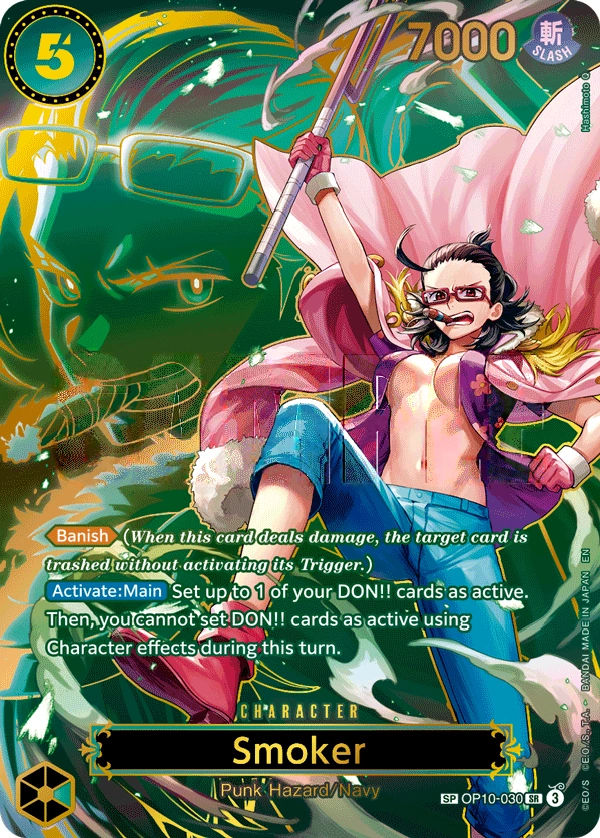 5
7000
斬
SLASH
Hashimoto Q
SAMPLE
Banish (When this card deals damage, the target card is
trashed without activating its Trigger.)
Activate:Main Set up to 1 of your DON!! cards as active.
Then, you cannot set DON!! cards as active using
Character effects during this turn.
CHARACTER
Smoker
Punk Hazard/Navy
SP OP10-030 SR 3
©EO/S ©E.O./S.,T.A. BANDAI MADE IN JAPAN EN